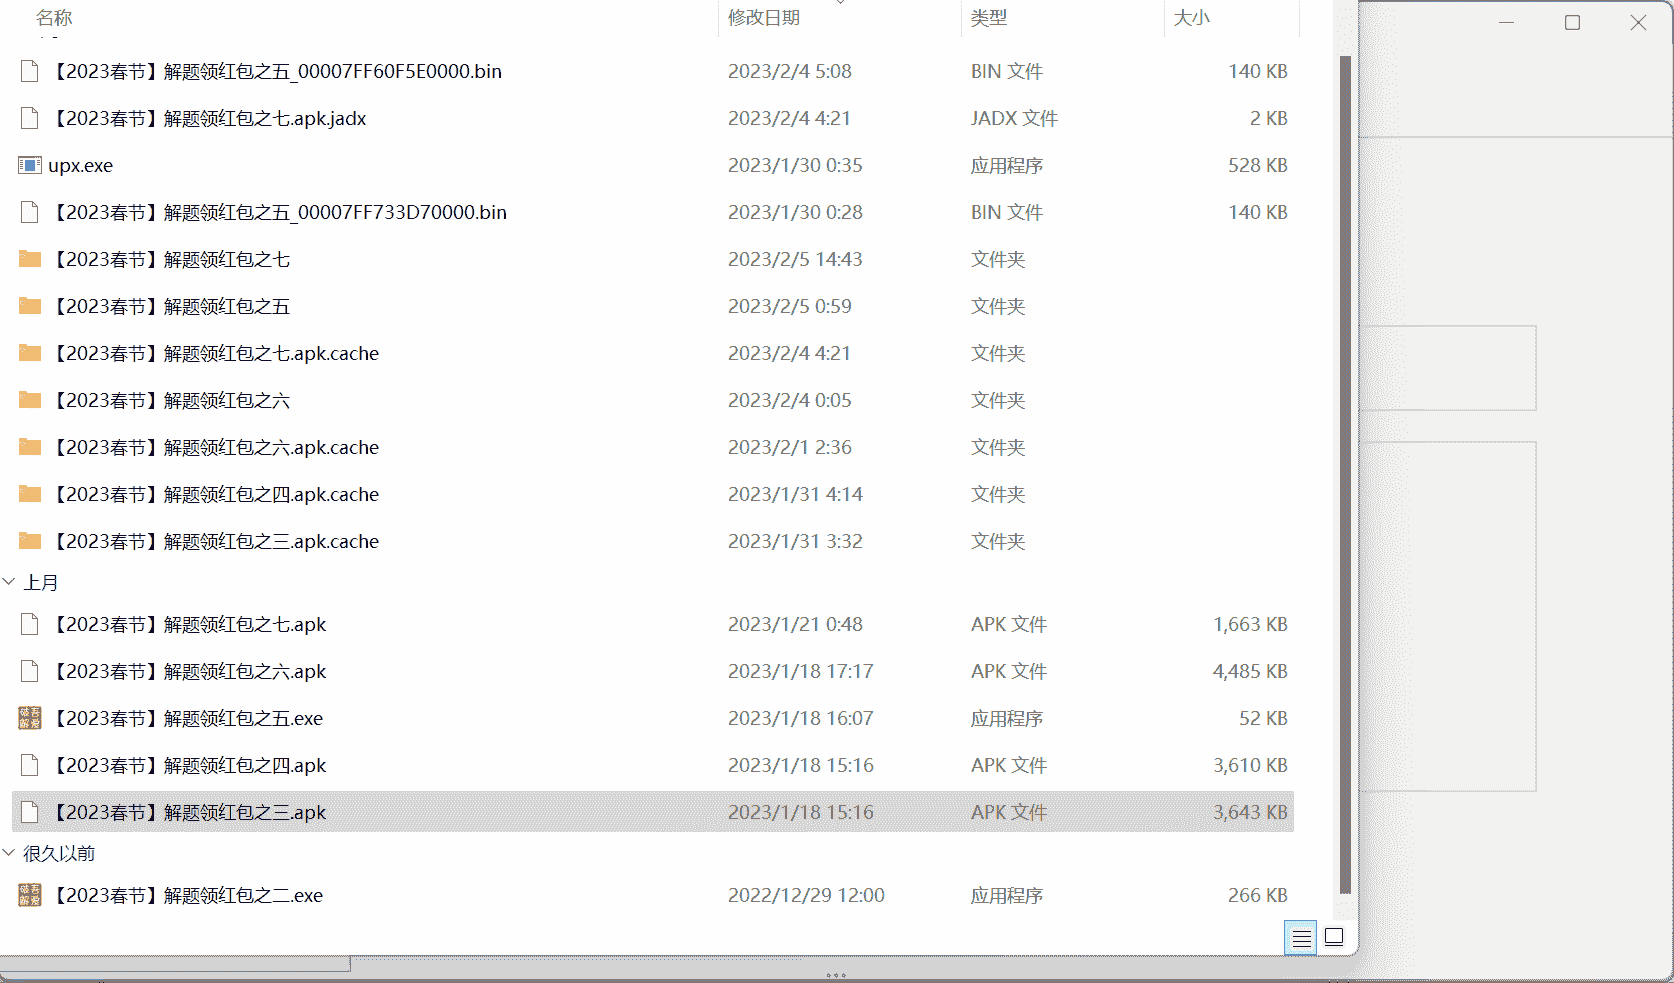 名称 修改日期 类型 大小
【2023春节】解题领红包之五_00007FF60F5E0000.bin 2023/2/4 5:08 BIN 文件 140 KB
【2023春节】解题领红包之七.apk.jadx 2023/2/4 4:21 JADX 文件 2 KB
upx.exe 2023/1/30 0:35 应用程序 528 KB
【2023春节】解题领红包之五_00007FF733D70000.bin 2023/1/30 0:28 BIN 文件 140 KB
【2023春节】解题领红包之七 2023/2/5 14:43 文件夹
【2023春节】解题领红包之五 2023/2/5 0:59 文件夹
【2023春节】解题领红包之七.apk.cache 2023/2/4 4:21 文件夹
【2023春节】解题领红包之六 2023/2/4 0:05 文件夹
【2023春节】解题领红包之六.apk.cache 2023/2/1 2:36 文件夹
【2023春节】解题领红包之四.apk.cache 2023/1/31 4:14 文件夹
【2023春节】解题领红包之三.apk.cache 2023/1/31 3:32 文件夹
上月
【2023春节】解题领红包之七.apk 2023/1/21 0:48 APK 文件 1,663 KB
【2023春节】解题领红包之六.apk 2023/1/18 17:17 APK 文件 4,485 KB
【2023春节】解题领红包之五.exe 2023/1/18 16:07 应用程序 52 KB
【2023春节】解题领红包之四.apk 2023/1/18 15:16 APK 文件 3,610 KB
【2023春节】解题领红包之三.apk 2023/1/18 15:16 APK 文件 3,643 KB
很久以前
【2023春节】解题领红包之二.exe 2022/12/29 12:00 应用程序 266 KB